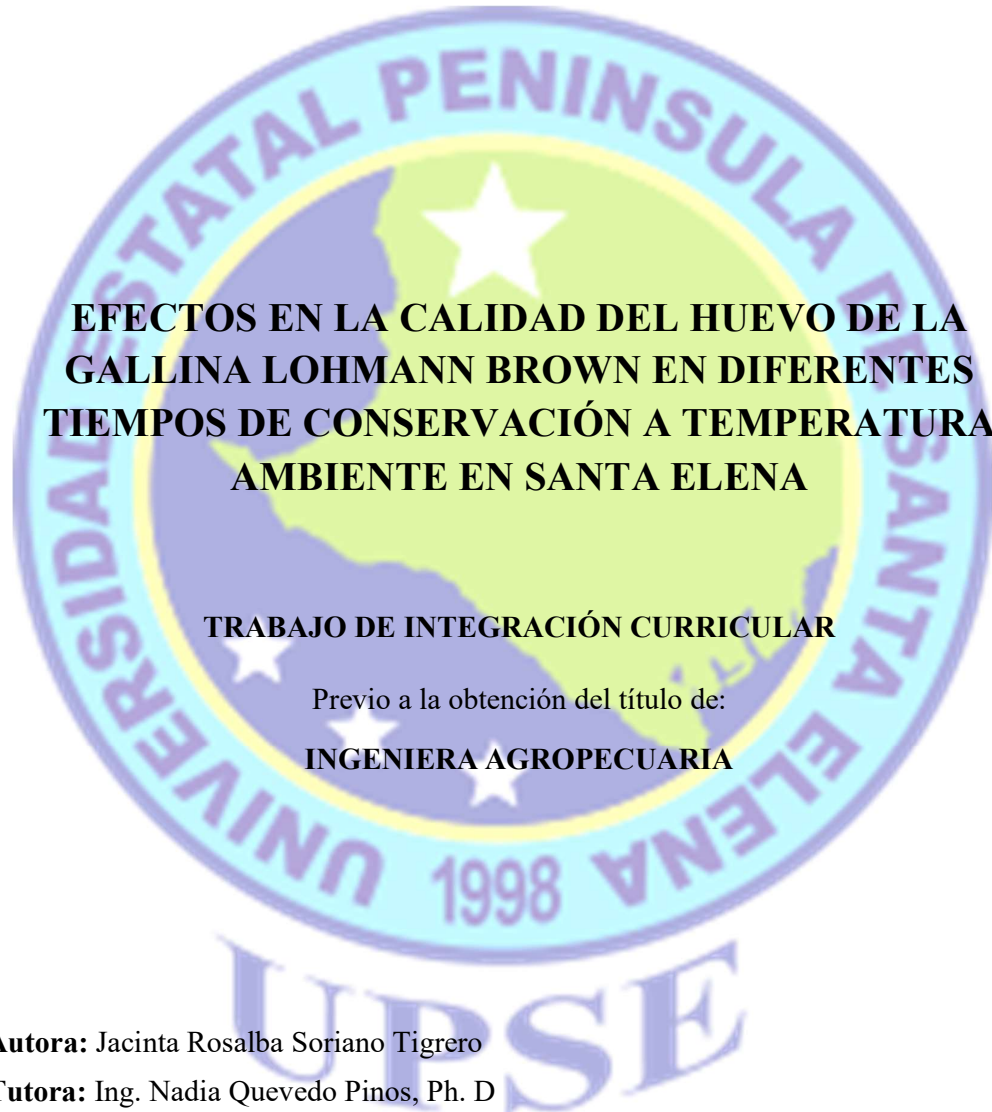 UNIVERSIDAD ESTATAL PENINSULA DE SANTA ELENA
EFECTOS EN LA CALIDAD DEL HUEVO DE LA
GALLINA LOHMANN BROWN EN DIFERENTES
TIEMPOS DE CONSERVACIÓN A TEMPERATURA
AMBIENTE EN SANTA ELENA
TRABAJO DE INTEGRACIÓN CURRICULAR
Previo a la obtención del título de:
INGENIERA AGROPECUARIA
1998
UPSE
Autora: Jacinta Rosalba Soriano Tigrero
Tutora: Ing. Nadia Quevedo Pinos, Ph. D